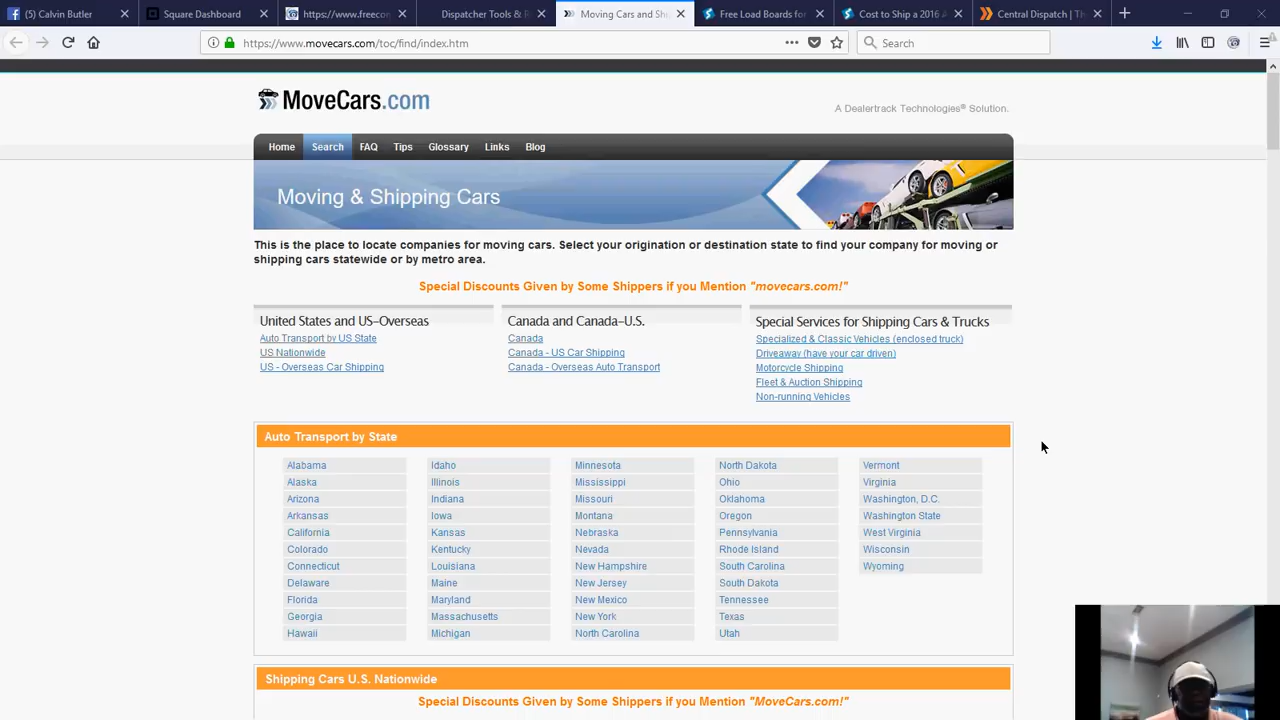 (5) Calvin Butler
Square Dashboard
https://www.freecon
Dispatcher Tools & R
Moving Cars and Ship
Free Load Boards for
Cost to Ship a 2016 A
Central Dispatch | Th
https://www.movecars.com/toc/find/index.htm
Search
MoveCars.com
A Dealertrack Technologies® Solution.
Home Search FAQ Tips Glossary Links Blog
Moving & Shipping Cars
This is the place to locate companies for moving cars. Select your origination or destination state to find your company for moving or
shipping cars statewide or by metro area.
Special Discounts Given by Some Shippers if you Mention "movecars.com!"
United States and US-Overseas
Auto Transport by US State
US Nationwide
US - Overseas Car Shipping
Canada and Canada-U.S.
Canada
Canada - US Car Shipping
Canada - Overseas Auto Transport
Special Services for Shipping Cars & Trucks
Specialized & Classic Vehicles (enclosed truck)
Driveaway (have your car driven)
Motorcycle Shipping
Fleet & Auction Shipping
Non-running Vehicles
Auto Transport by State
Alabama
Alaska
Arizona
Arkansas
California
Colorado
Connecticut
Delaware
Florida
Georgia
Hawaii
Idaho
Illinois
Indiana
Iowa
Kansas
Kentucky
Louisiana
Maine
Maryland
Massachusetts
Michigan
Minnesota
Mississippi
Missouri
Montana
Nebraska
Nevada
New Hampshire
New Jersey
New Mexico
New York
North Carolina
North Dakota
Ohio
Oklahoma
Oregon
Pennsylvania
Rhode Island
South Carolina
South Dakota
Tennessee
Texas
Utah
Vermont
Virginia
Washington, D.C.
Washington State
West Virginia
Wisconsin
Wyoming
Shipping Cars U.S. Nationwide
Special Discounts Given by Some Shippers if you Mention "MoveCars.com!"